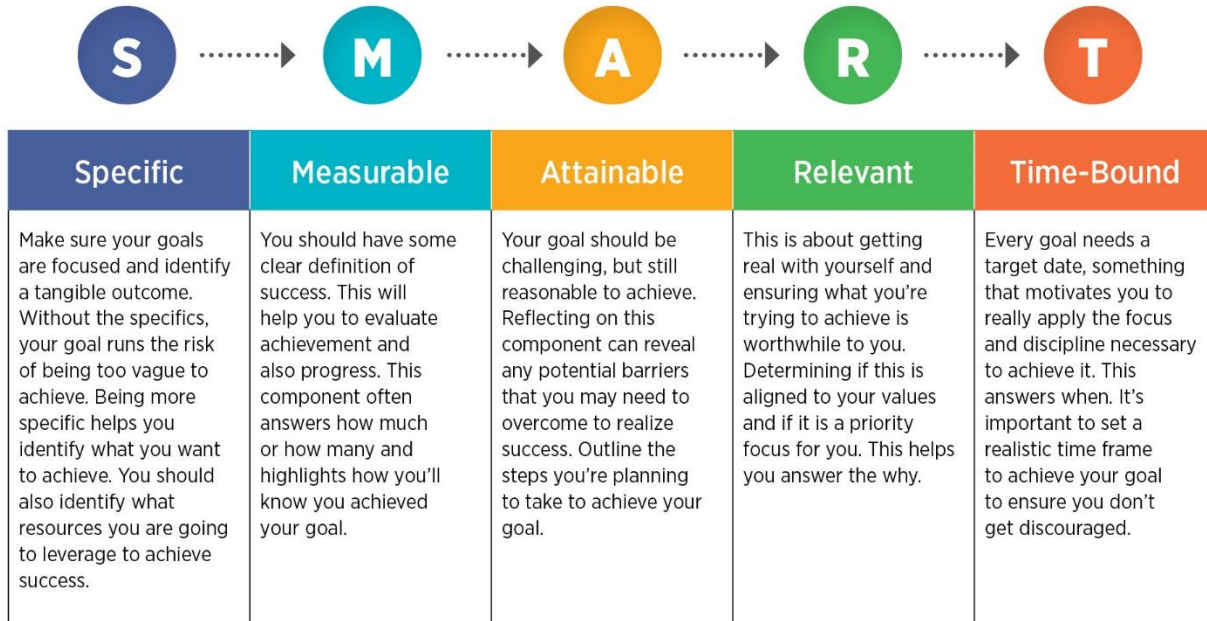 S
M
A
R
T
Specific
Measurable
Attainable
Relevant
Time-Bound
Make sure your goals
are focused and identify
a tangible outcome.
Without the specifics,
your goal runs the risk
of being too vague to
achieve. Being more
specific helps you
identify what you want
to achieve. You should
also identify what
resources you are going
to leverage to achieve
success.
You should have some
clear definition of
success. This will
help you to evaluate
achievement and
also progress. This
component often
answers how much
or how many and
highlights how you’ll
know you achieved
your goal.
Your goal should be
challenging, but still
reasonable to achieve.
Reflecting on this
component can reveal
any potential barriers
that you may need to
overcome to realize
success. Outline the
steps you’re planning
to take to achieve your
goal.
This is about getting
real with yourself and
ensuring what you’re
trying to achieve is
worthwhile to you.
Determining if this is
aligned to your values
and if it is a priority
focus for you. This helps
you answer the why.
Every goal needs a
target date, something
that motivates you to
really apply the focus
and discipline necessary
to achieve it. This
answers when. It’s
important to set a
realistic time frame
to achieve your goal
to ensure you don’t
get discouraged.